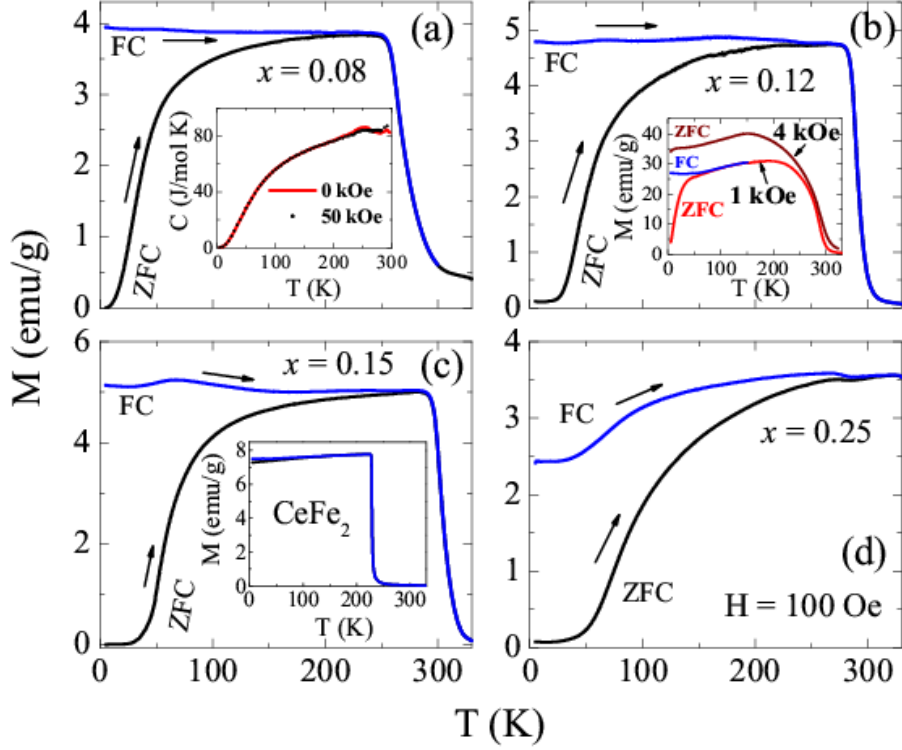 M (emu/g)
T (K)
(a)
FC
x = 0.08
ZFC
4
3
2
1
0
C (J/mol K)
80
40
0
0 kOe
50 kOe
0 100 200 300
T (K)
(b)
FC
x = 0.12
ZFC
5
4
3
2
1
0
M (emu/g)
40
30
20
10
0
ZFC
4 kOe
FC
1 kOe
ZFC
0 100 200 300
T (K)
(c)
x = 0.15
FC
ZFC
6
4
2
0
M (emu/g)
8
6
4
2
0
CeFe₂
0 100 200 300
T (K)
0 100 200 300
(d)
FC
x = 0.25
ZFC
H = 100 Oe
4
3
2
1
0
0 100 200 300